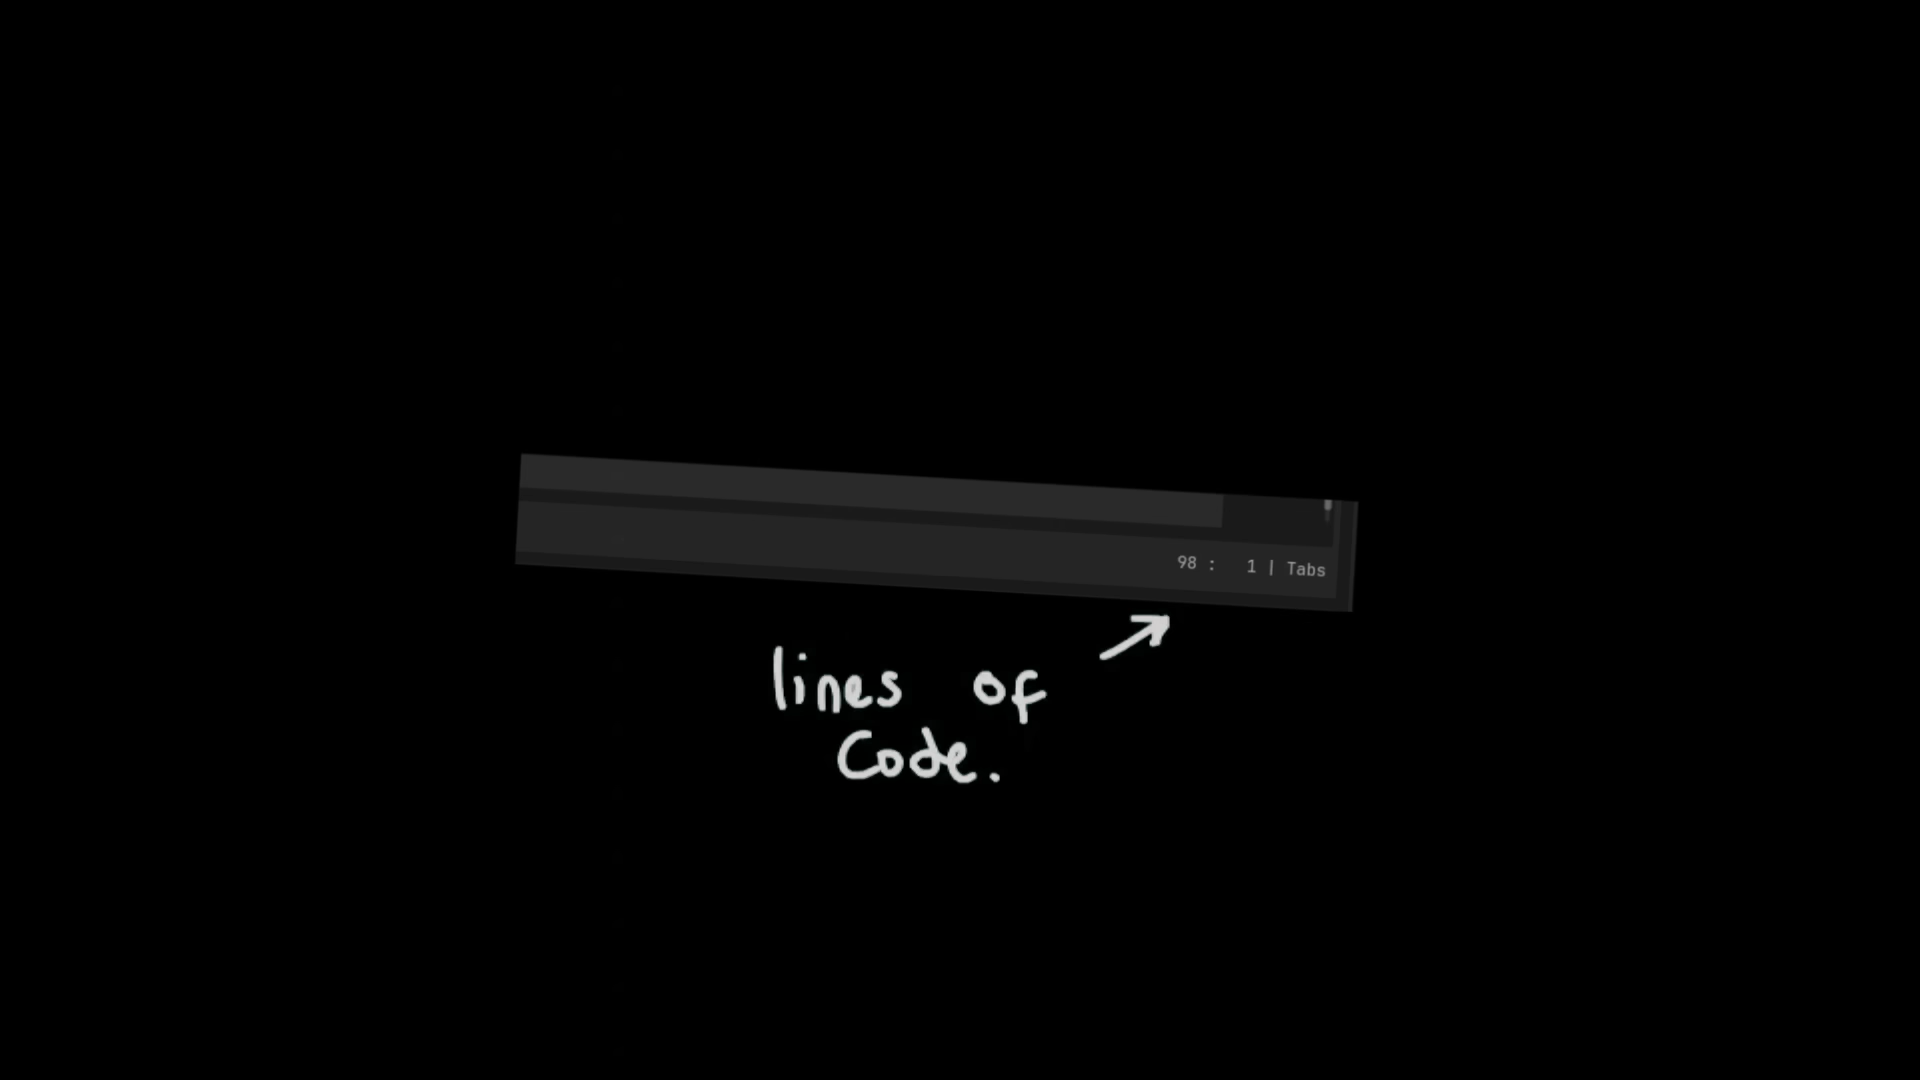 98 :   1 | Tabs
lines of
Code.